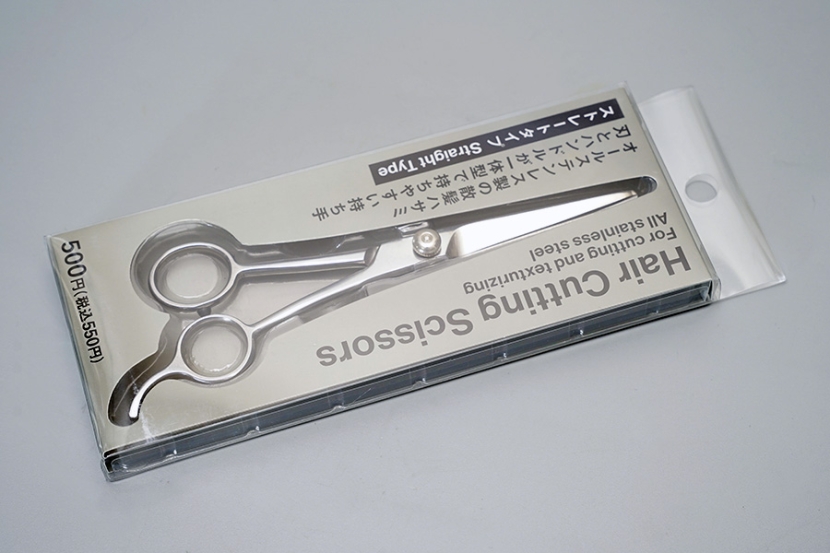 Hair Cutting Scissors
For cutting and texturizing
All stainless steel
ストレートタイプ Straight Type
オールステンレス製の散髪ハサミ
刃とハンドルが一体型で持ちやすい持ち手
500円(税込550円)